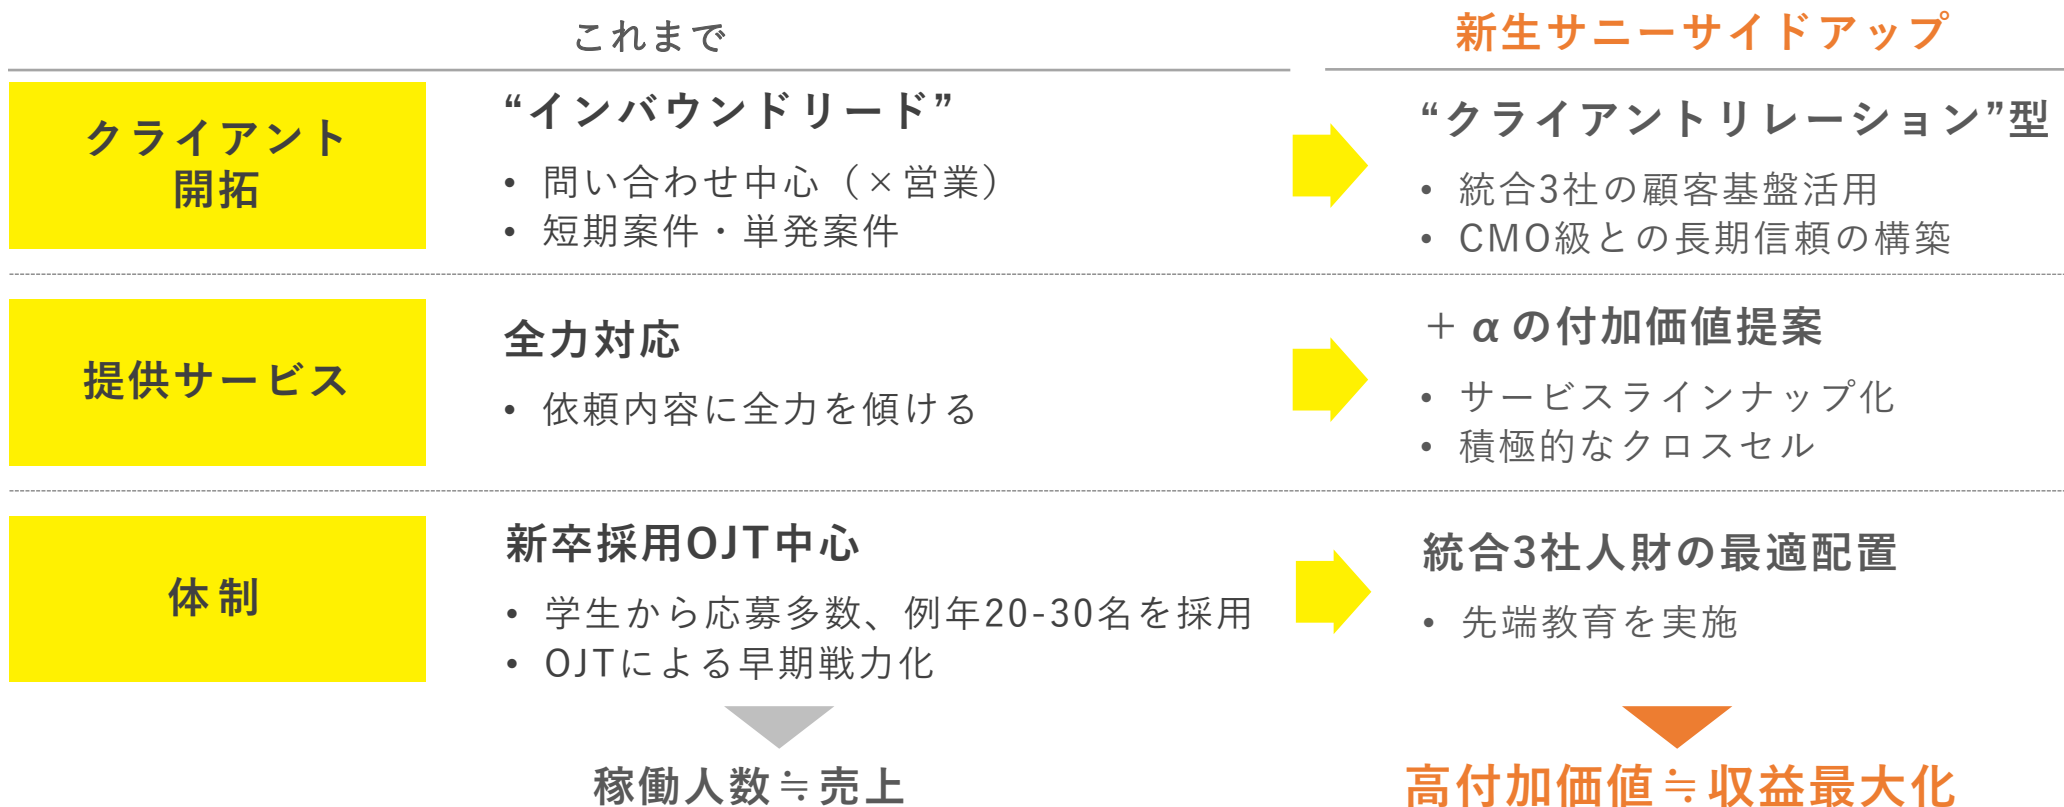 これまで
新生サニーサイドアップ
クライアント
開拓
“インバウンドリード”
• 問い合わせ中心（×営業）
• 短期案件・単発案件
“クライアントリレーション”型
• 統合3社の顧客基盤活用
• CMO級との長期信頼の構築
提供サービス
全力対応
• 依頼内容に全力を傾ける
＋αの付加価値提案
• サービスラインナップ化
• 積極的なクロスセル
体制
新卒採用OJT中心
• 学生から応募多数、例年20-30名を採用
• OJTによる早期戦力化
統合3社人財の最適配置
• 先端教育を実施
稼働人数≒売上
高付加価値≒収益最大化